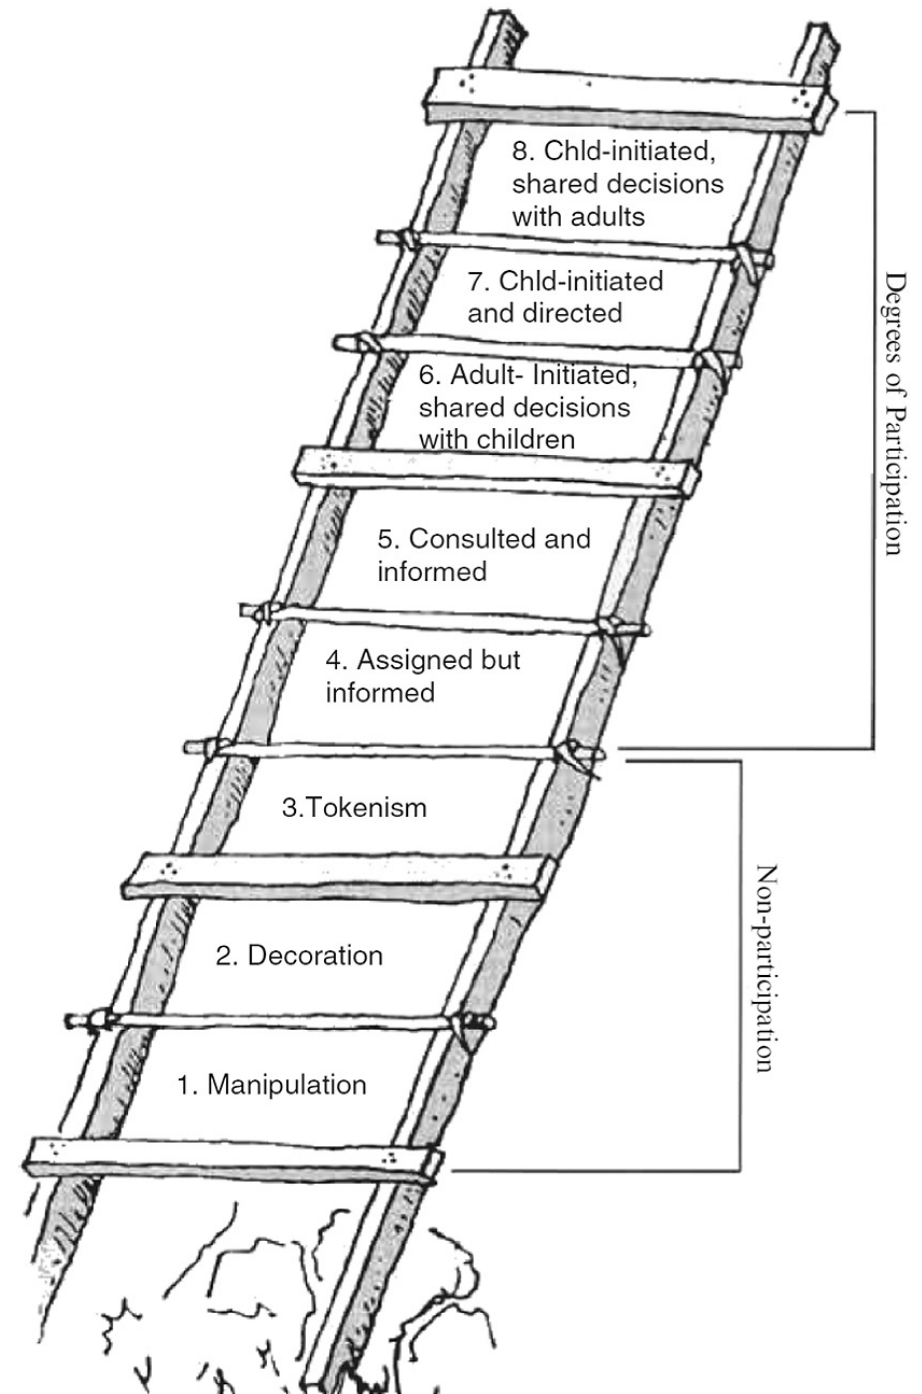 8. Chld-initiated,
shared decisions
with adults
7. Chld-initiated
and directed
6. Adult- Initiated,
shared decisions
with children
5. Consulted and
informed
4. Assigned but
informed
3.Tokenism
2. Decoration
1. Manipulation
Degrees of Participation
Non-participation